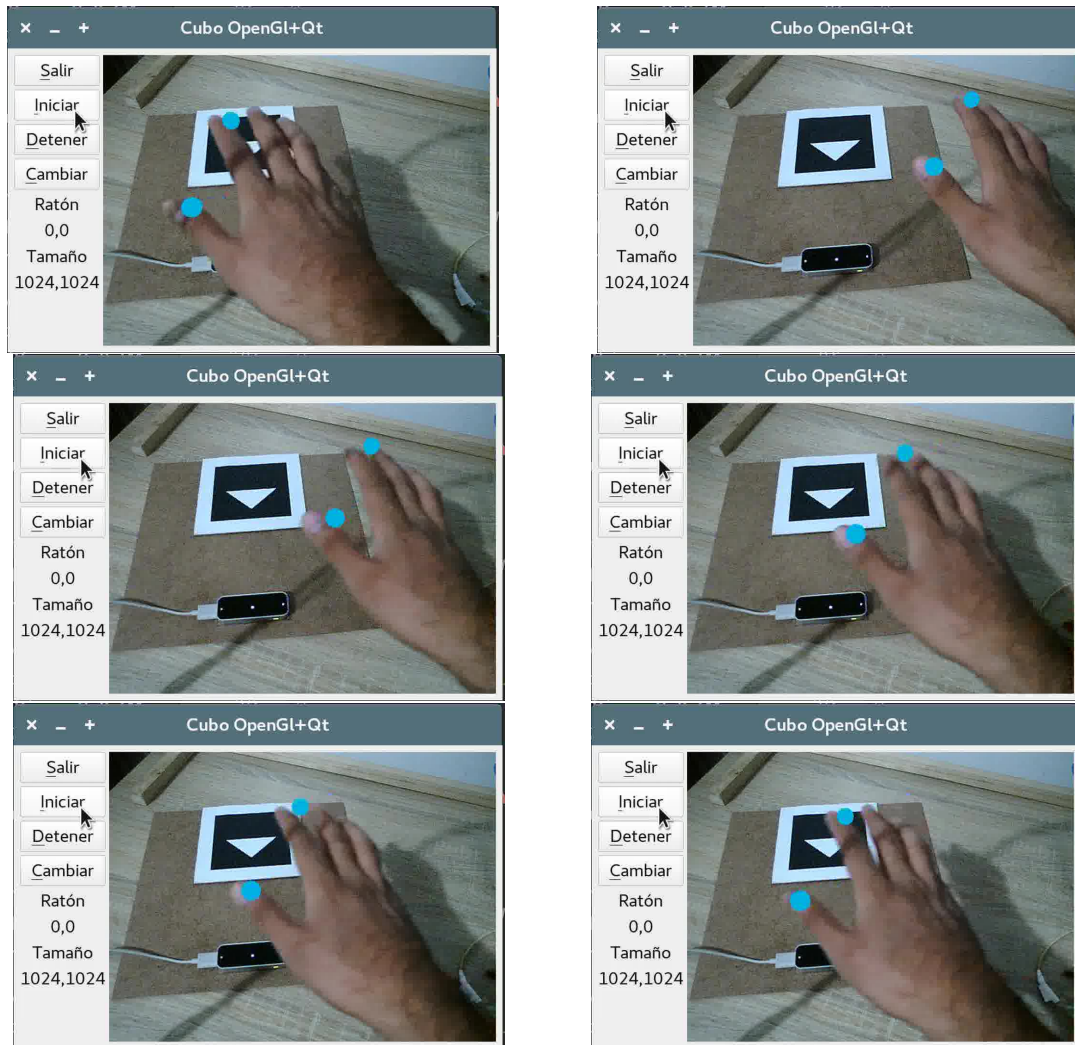 Cubo OpenGl+Qt
Salir
Iniciar
Detener
Cambiar
Ratón
0,0
Tamaño
1024,1024
Cubo OpenGl+Qt
Salir
Iniciar
Detener
Cambiar
Ratón
0,0
Tamaño
1024,1024
Cubo OpenGl+Qt
Salir
Iniciar
Detener
Cambiar
Ratón
0,0
Tamaño
1024,1024
Cubo OpenGl+Qt
Salir
Iniciar
Detener
Cambiar
Ratón
0,0
Tamaño
1024,1024
Cubo OpenGl+Qt
Salir
Iniciar
Detener
Cambiar
Ratón
0,0
Tamaño
1024,1024
Cubo OpenGl+Qt
Salir
Iniciar
Detener
Cambiar
Ratón
0,0
Tamaño
1024,1024